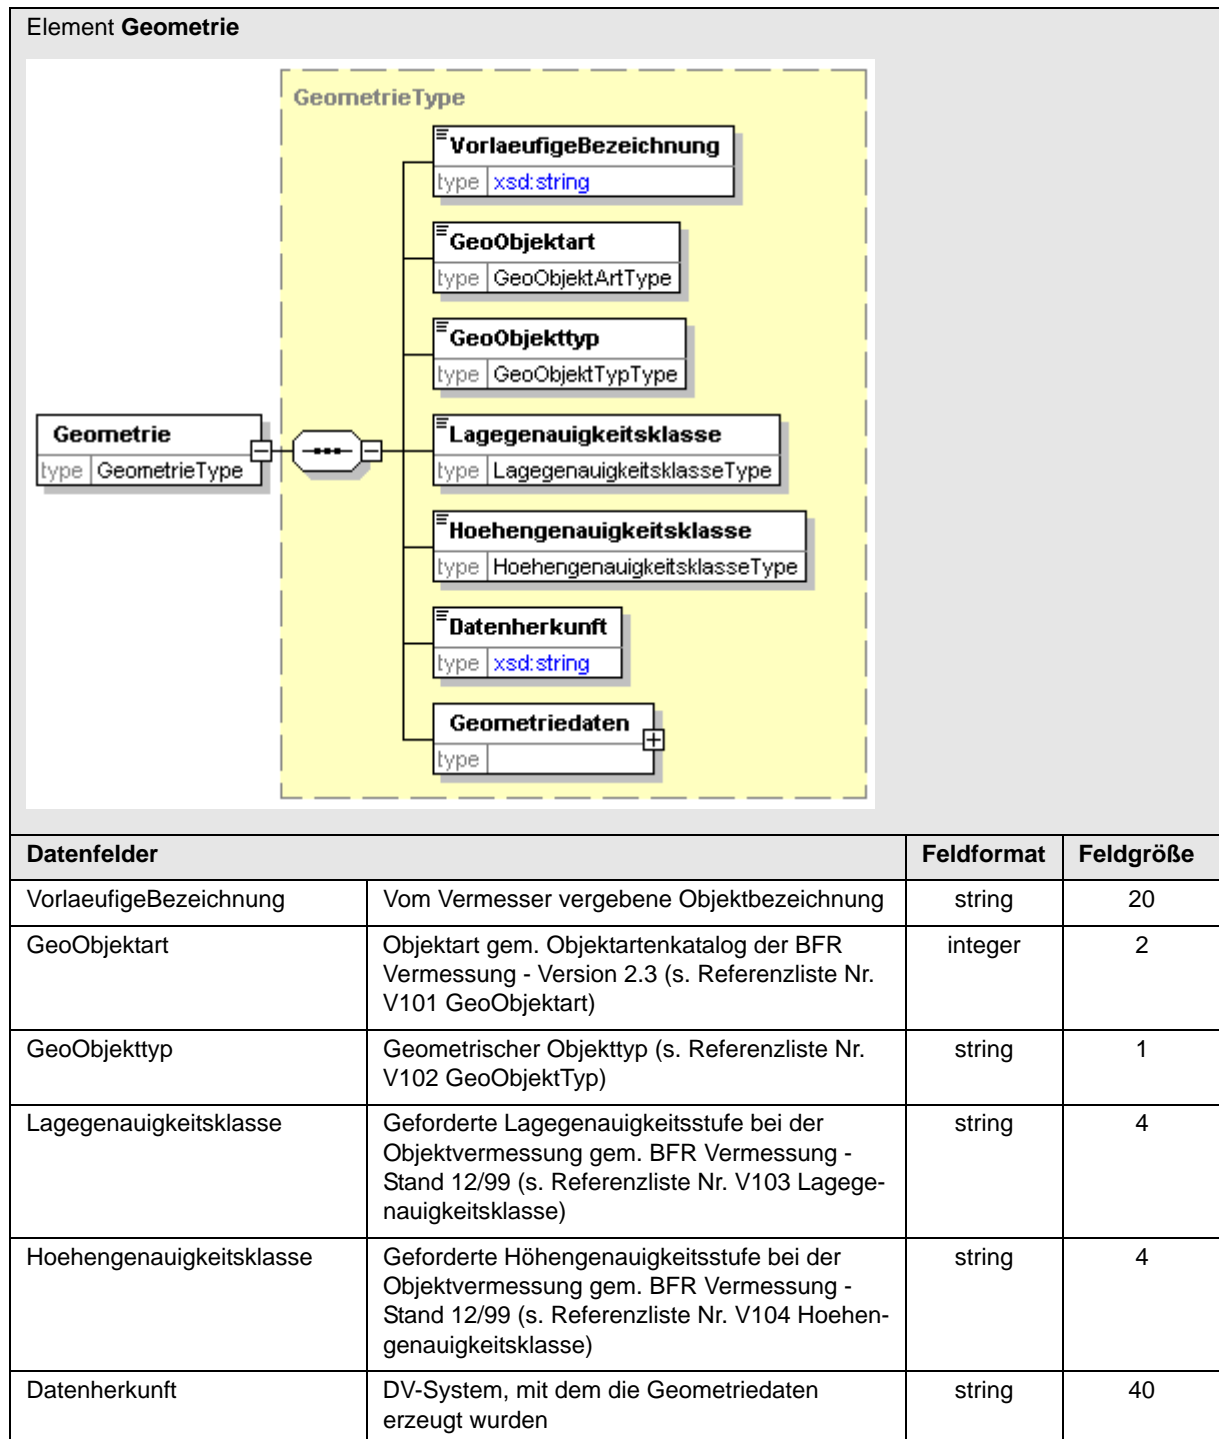 Element Geometrie
GeometrieType
VorlaeufigeBezeichnung
type xsd:string
GeoObjektart
type GeoObjektArtType
GeoObjekttyp
type GeoObjektTypType
Geometrie
type GeometrieType
Lagegenauigkeitsklasse
type LagegenauigkeitsklasseType
Hoehengenauigkeitsklasse
type HoehengenauigkeitsklasseType
Datenherkunft
type xsd:string
Geometriedaten
type
Datenfelder Feldformat Feldgröße
VorlaeufigeBezeichnung Vom Vermesser vergebene Objektbezeichnung string 20
GeoObjektart Objektart gem. Objektartenkatalog der BFR integer 2
Vermessung - Version 2.3 (s. Referenzliste Nr.
V101 GeoObjektart)
GeoObjekttyp Geometrischer Objekttyp (s. Referenzliste Nr. string 1
V102 GeoObjektTyp)
Lagegenauigkeitsklasse Geforderte Lagegenauigkeitsstufe bei der string 4
Objektvermessung gem. BFR Vermessung -
Stand 12/99 (s. Referenzliste Nr. V103 Lagege-
nauigkeitsklasse)
Hoehengenauigkeitsklasse Geforderte Höhengenauigkeitsstufe bei der string 4
Objektvermessung gem. BFR Vermessung -
Stand 12/99 (s. Referenzliste Nr. V104 Hoehen-
genauigkeitsklasse)
Datenherkunft DV-System, mit dem die Geometriedaten string 40
erzeugt wurden